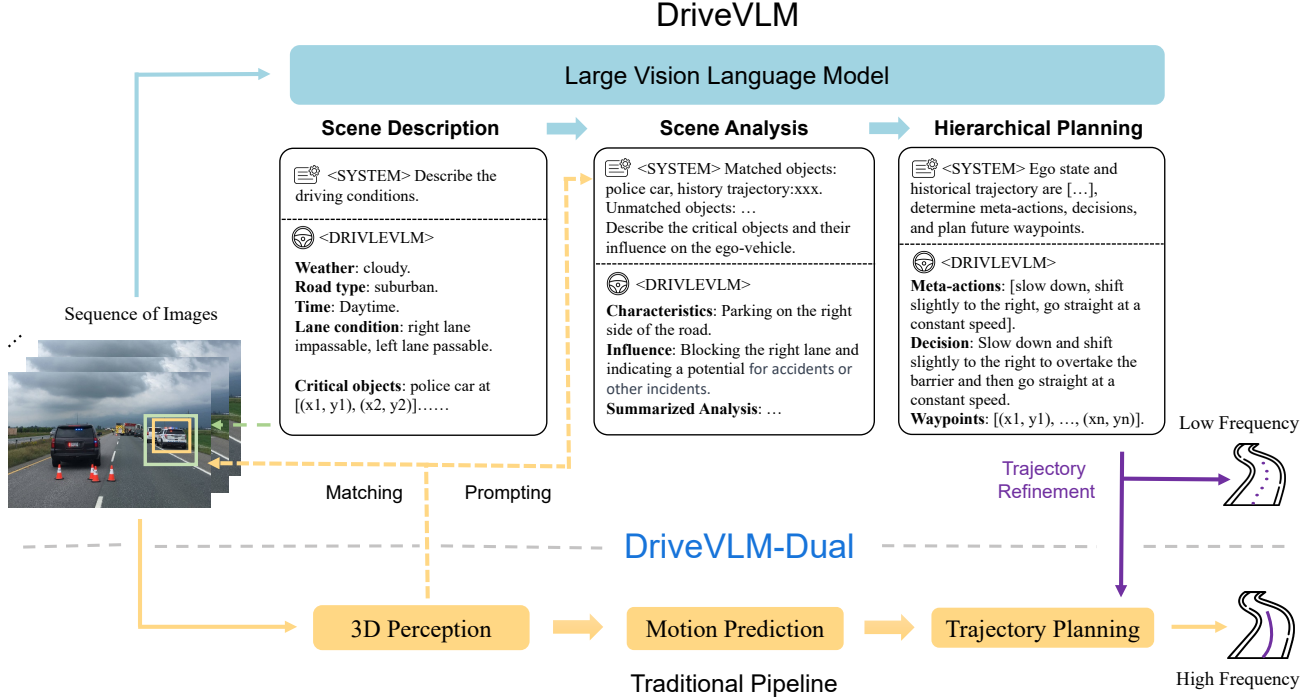 DriveVLM
Large Vision Language Model
Scene Description
Scene Analysis
Hierarchical Planning
<SYSTEM> Describe the
driving conditions.
<DRIVLEVLM>
Weather: cloudy.
Road type: suburban.
Time: Daytime.
Lane condition: right lane
impassable, left lane passable.
Critical objects: police car at
[(x1, y1), (x2, y2)]……
<SYSTEM> Matched objects:
police car, history trajectory:xxx.
Unmatched objects: …
Describe the critical objects and their
influence on the ego-vehicle.
<DRIVLEVLM>
Characteristics: Parking on the right
side of the road.
Influence: Blocking the right lane and
indicating a potential for accidents or
other incidents.
Summarized Analysis: …
<SYSTEM> Ego state and
historical trajectory are […],
determine meta-actions, decisions,
and plan future waypoints.
<DRIVLEVLM>
Meta-actions: [slow down, shift
slightly to the right, go straight at a
constant speed].
Decision: Slow down and shift
slightly to the right to overtake the
barrier and then go straight at a
constant speed.
Waypoints: [(x1, y1), …, (xn, yn)].
Sequence of Images
…
Matching
Prompting
Trajectory
Refinement
Low Frequency
DriveVLM-Dual
3D Perception
Motion Prediction
Trajectory Planning
High Frequency
Traditional Pipeline